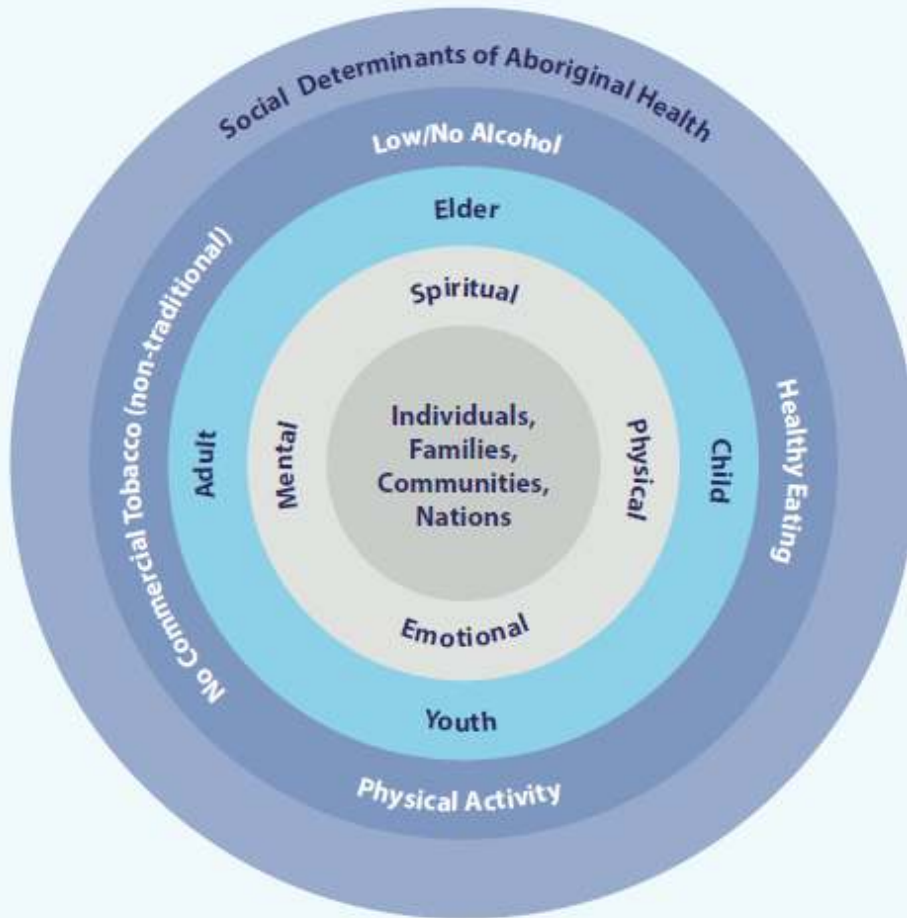 Social Determinants of Aboriginal Health
Low/No Alcohol
Healthy Eating
Physical Activity
No Commercial Tobacco (non-traditional)
Elder
Child
Youth
Adult
Spiritual
Physical
Emotional
Mental
Individuals,
Families,
Communities,
Nations